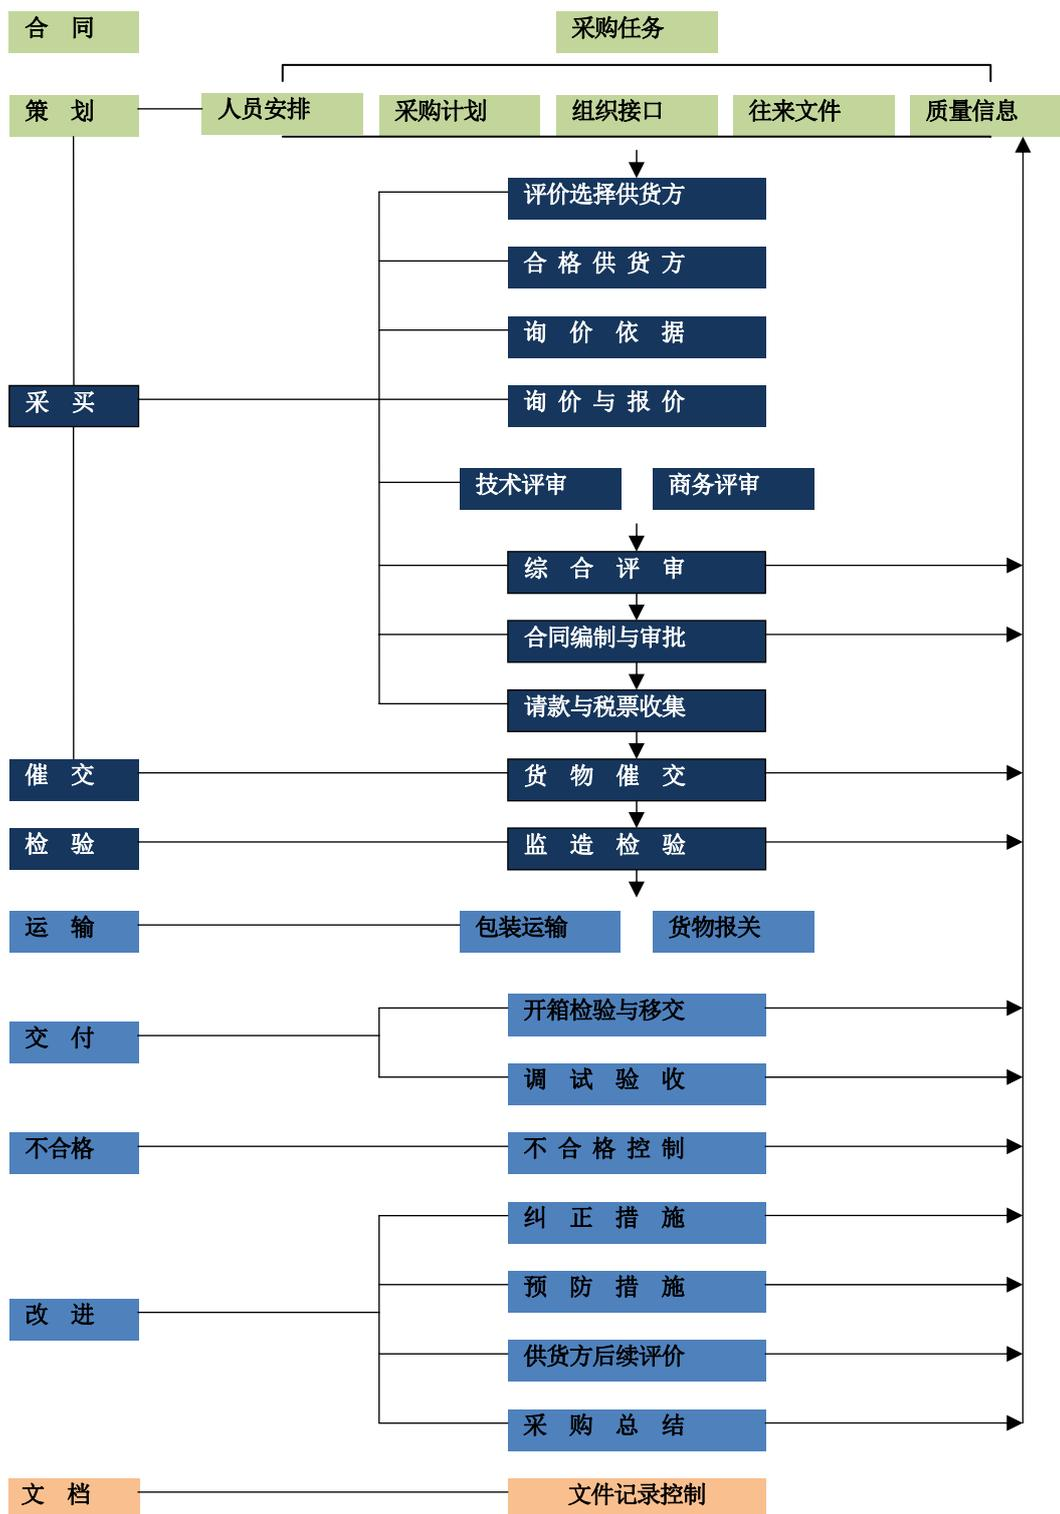 合 同
采购任务
策 划
人员安排
采购计划
组织接口
往来文件
质量信息
评价选择供货方
合 格 供 货 方
询 价 依 据
采 买
询 价 与 报 价
技术评审
商务评审
综 合 评 审
合同编制与审批
请款与税票收集
催 交
货 物 催 交
检 验
监 造 检 验
运 输
包装运输
货物报关
开箱检验与移交
交 付
调 试 验 收
不合格
不 合 格 控 制
纠 正 措 施
预 防 措 施
改 进
供货方后续评价
采 购 总 结
文 档
文件记录控制